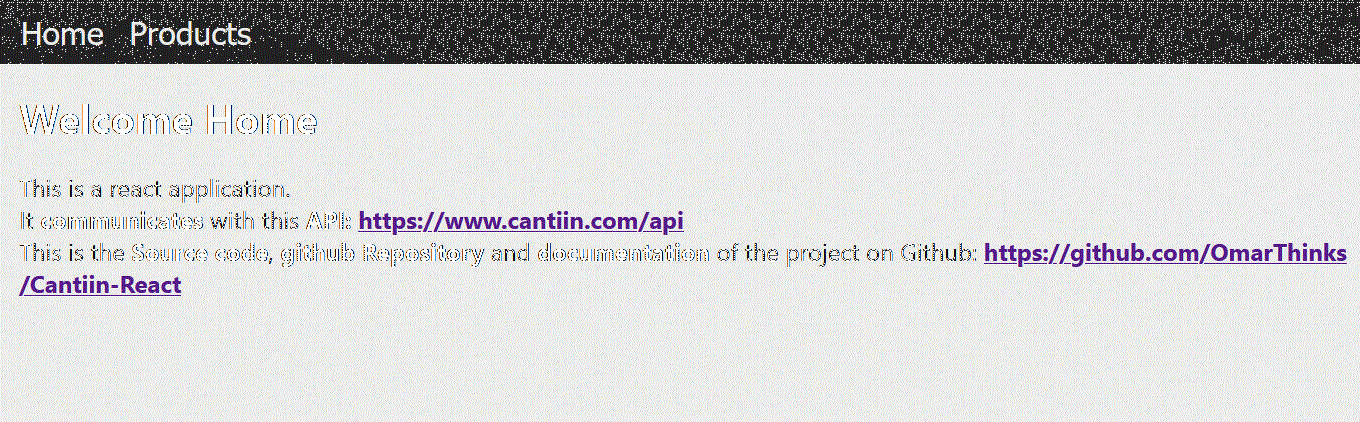 Home Products
Welcome Home
This is a react application.
It communicates with this API: https://www.cantiin.com/api
This is the Source code, github Repository and documentation of the project on Github: https://github.com/OmarThinks
/Cantiin-React